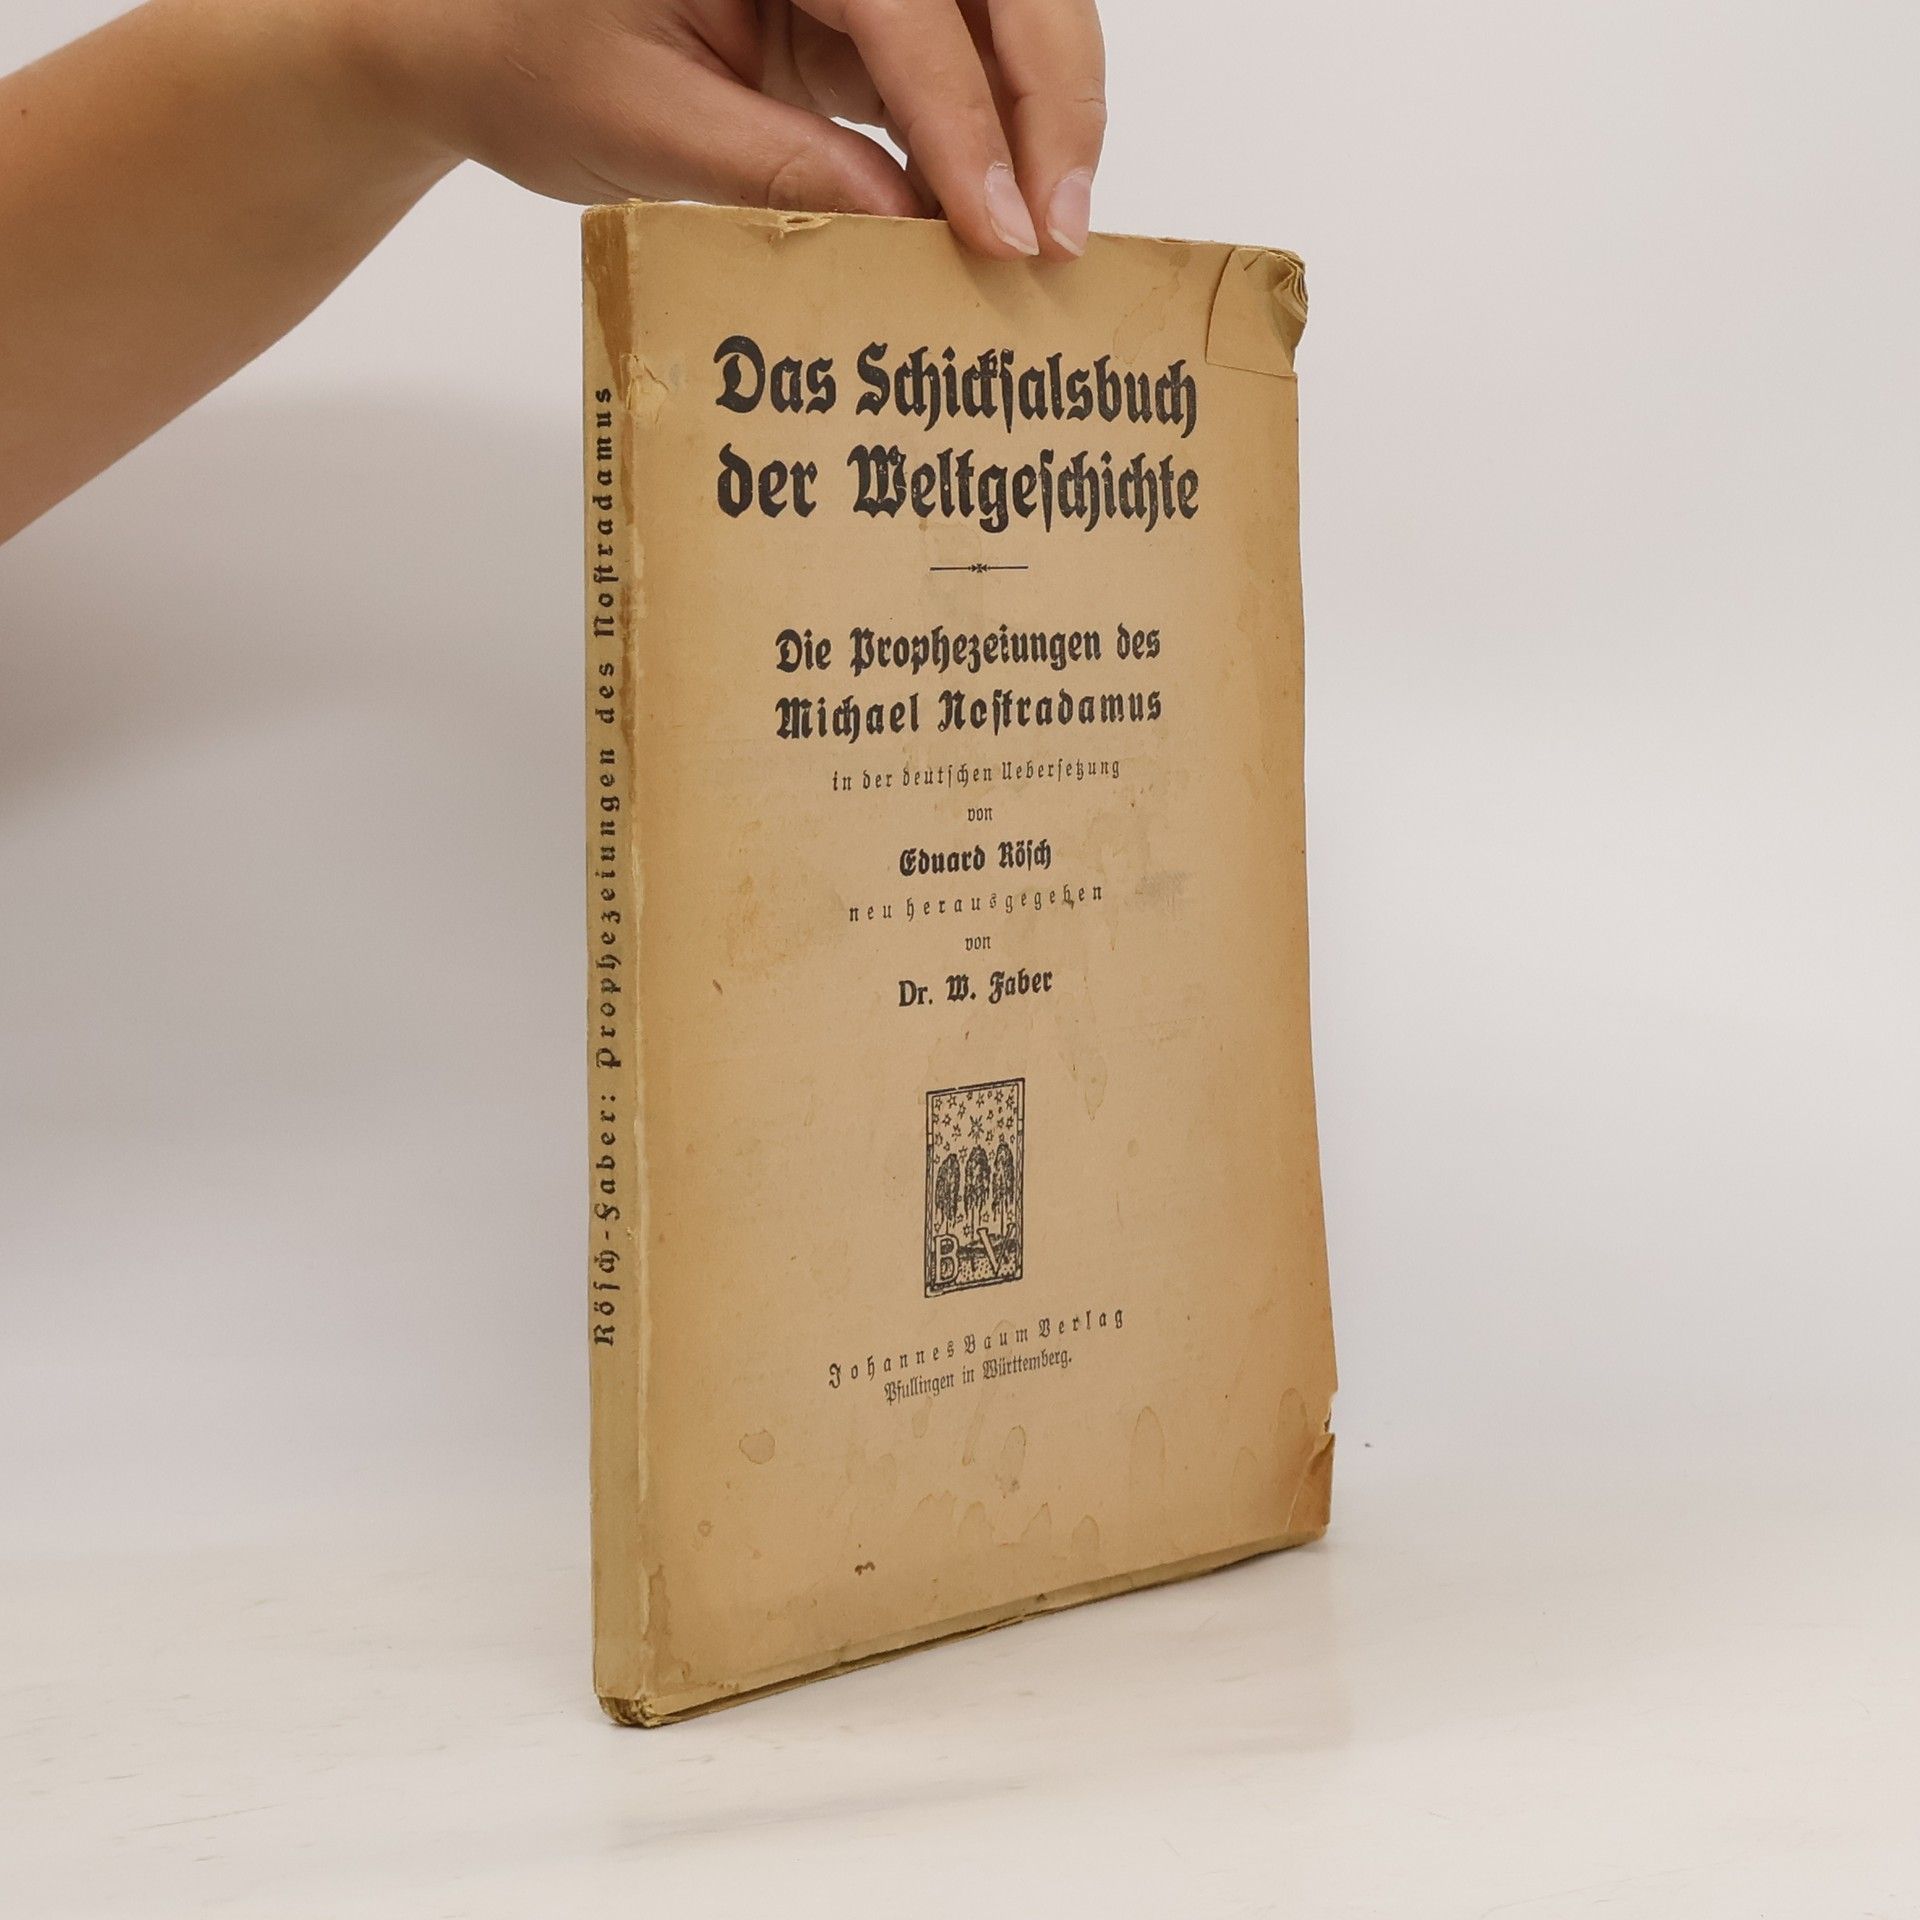 Das Schickſalsbuch
der Weltgeſchichte
Die Prophezeiungen des
Michael Noſtradamus
in der deutſchen Ueberſetzung
von
Eduard Röſch
neu herausgegeben
von
Dr. W. Faber
B V
Johannes Baum Verlag
Pfullingen in Württemberg.
Röſch-Faber: Prophezeiungen des Noſtradamus